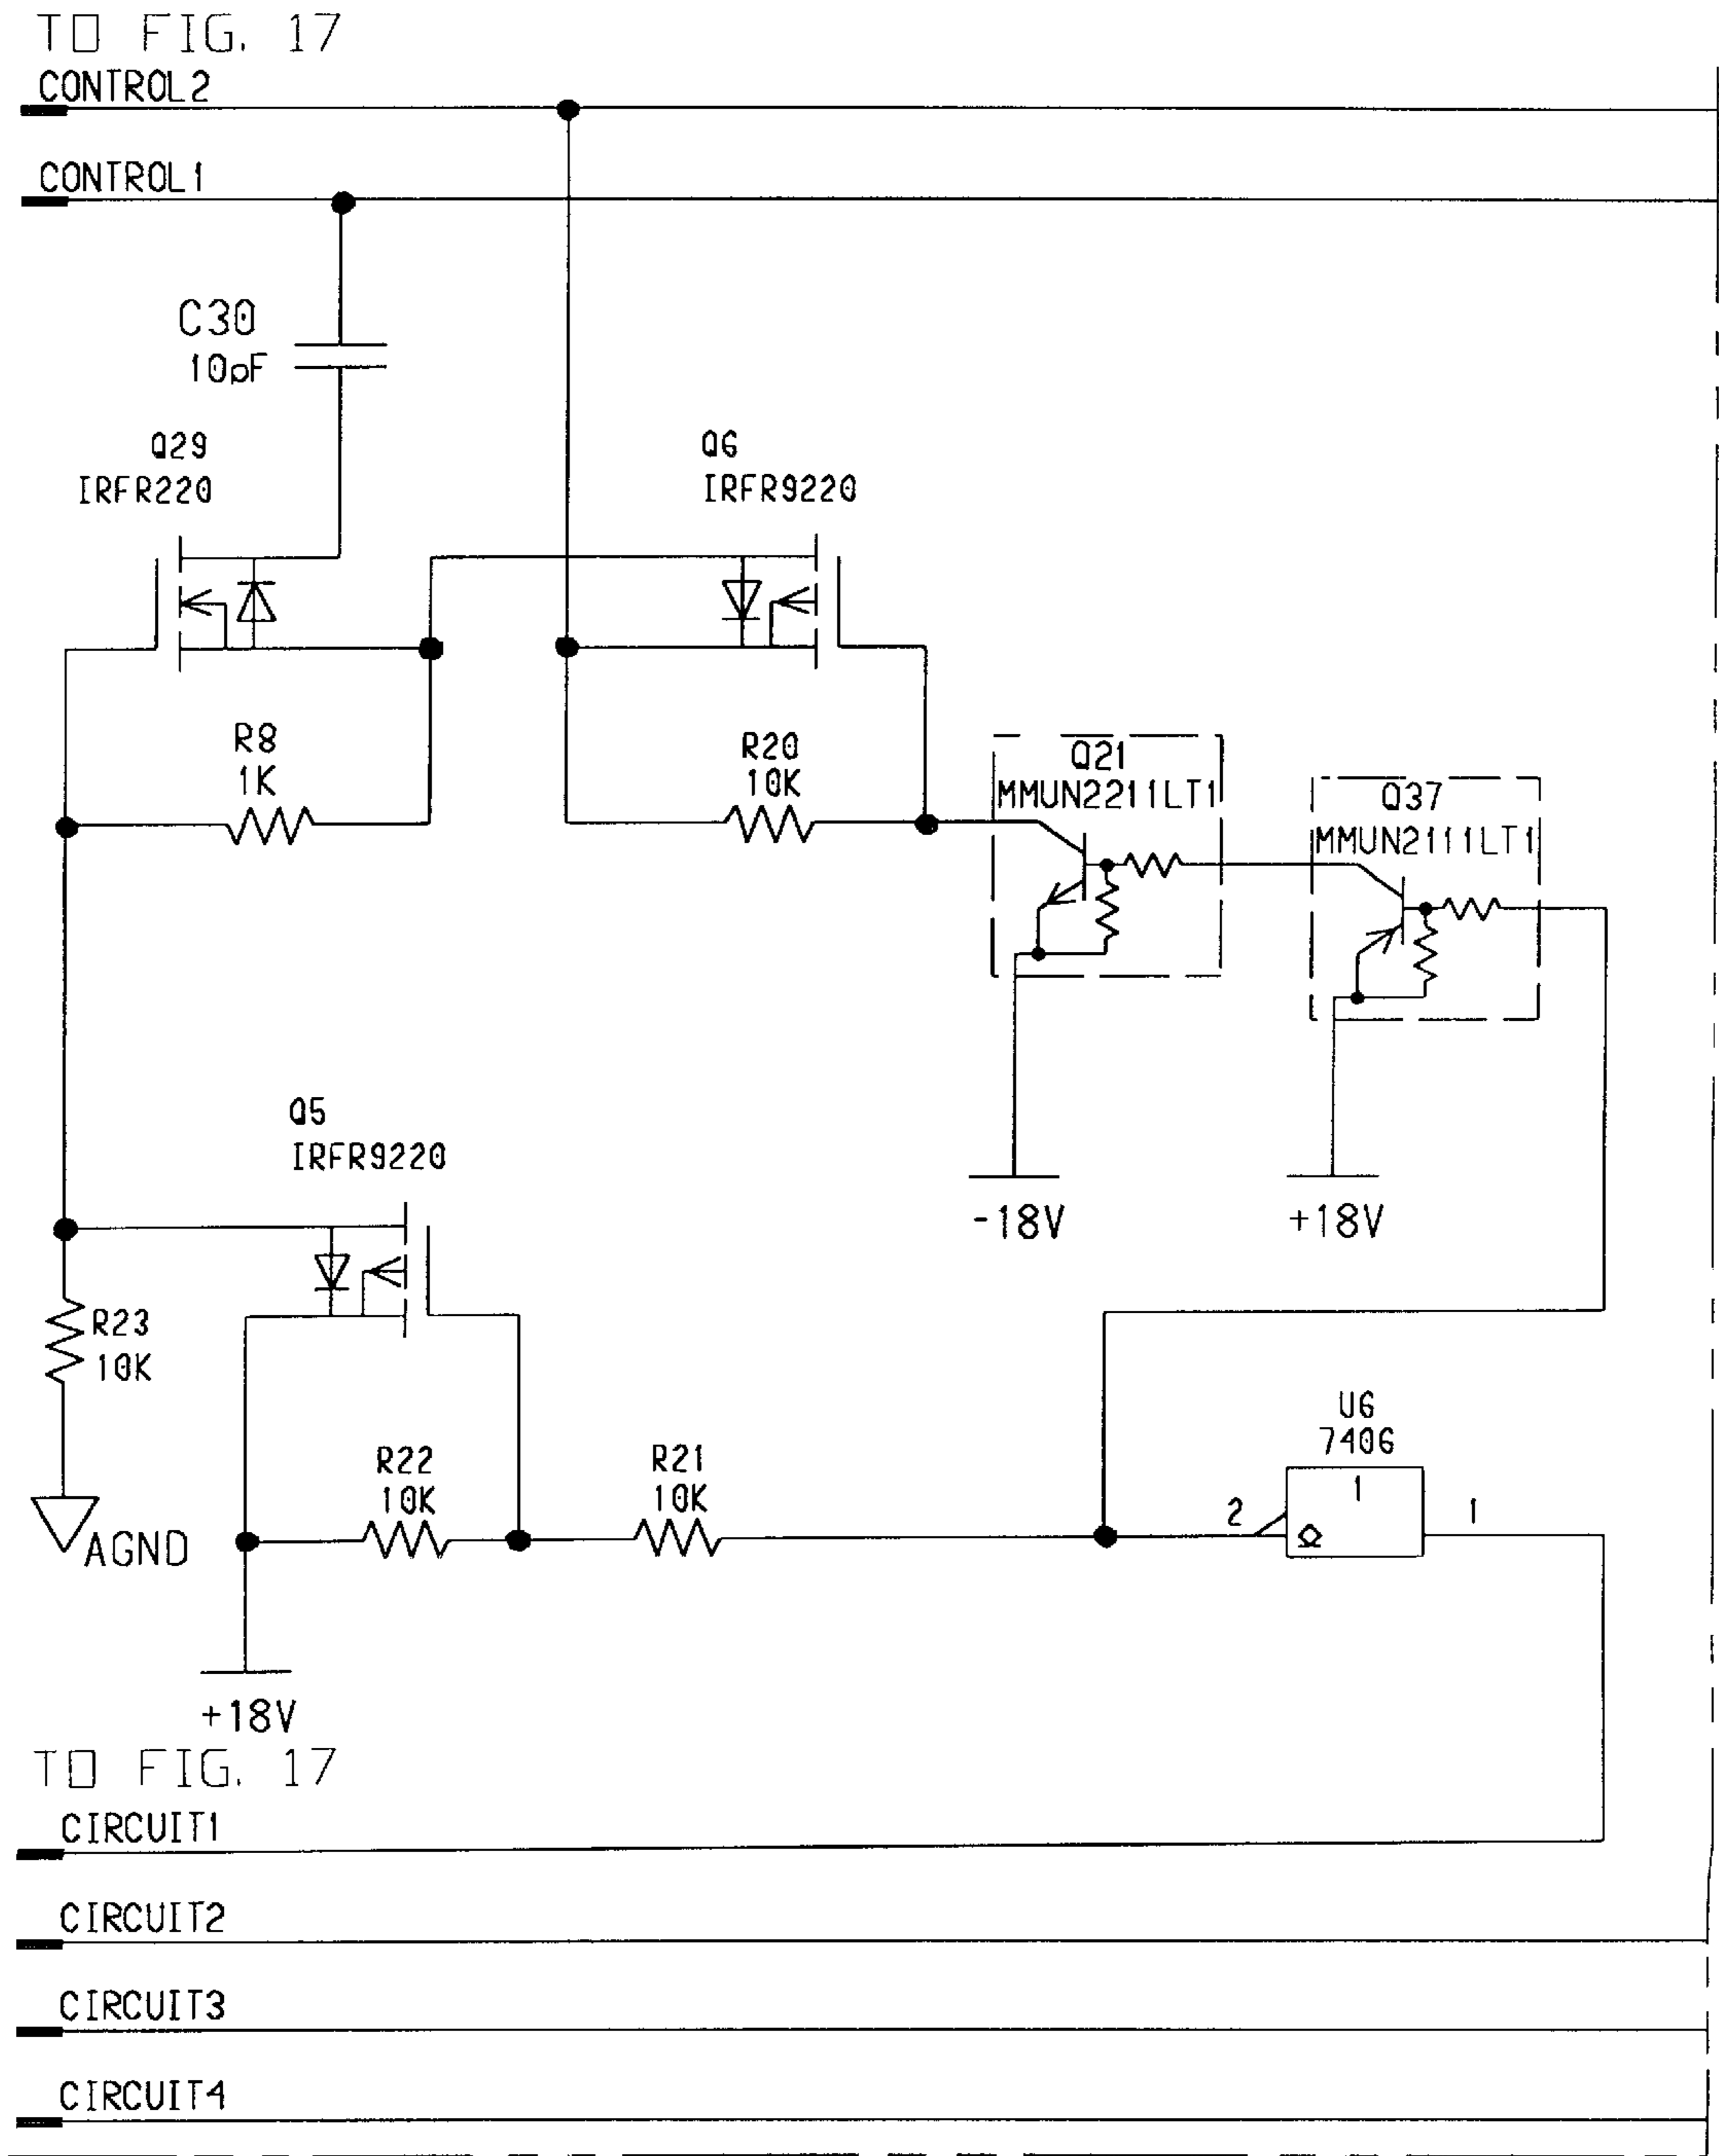 TO FIG. 17
CONTROL2
CONTROL1
C30
10pF
Q29
IRFR220
Q6
IRFR9220
R8
1K
R20
10K
Q21
MMUN2211LT1
Q37
MMUN2111LT1
Q5
IRFR9220
-18V
+18V
R23
10K
AGND
R22
10K
R21
10K
U6
7406
1
2
1
+18V
TO FIG. 17
CIRCUIT1
CIRCUIT2
CIRCUIT3
CIRCUIT4